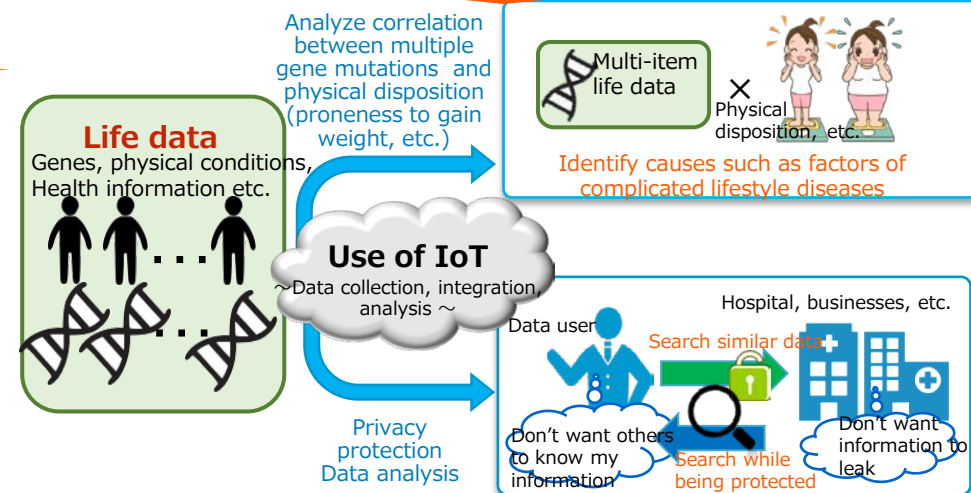 Life data
Genes, physical conditions,
Health information etc.
. . .
. . .
Analyze correlation
between multiple
gene mutations and
physical disposition
(proneness to gain
weight, etc.)
Use of IoT
～Data collection, integration,
analysis ～
Privacy
protection
Data analysis
Multi-item
life data
×
Physical
disposition, etc.
Identify causes such as factors of
complicated lifestyle diseases
Data user
Hospital, businesses, etc.
Search similar data
Don't want others
to know my
information
Search while
being protected
Don't want
information to
leak